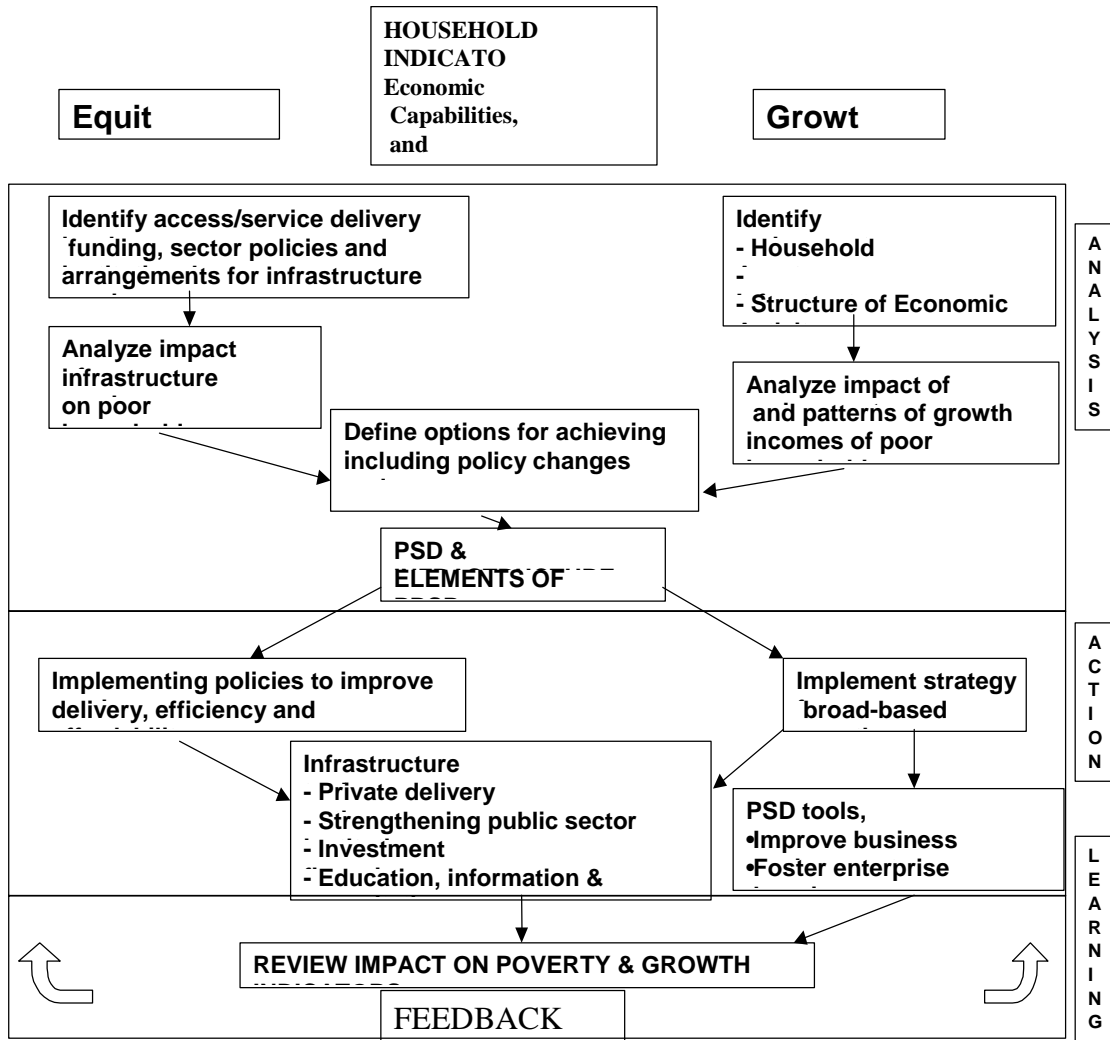 HOUSEHOLD
INDICATO
Economic
Capabilities,
and
Equit
Growt
Identify access/service delivery
funding, sector policies and
arrangements for infrastructure
Identify
- Household
-
- Structure of Economic
ANALYSIS
Analyze impact
infrastructure
on poor
Analyze impact of
and patterns of growth
incomes of poor
Define options for achieving
including policy changes
PSD &
ELEMENTS OF
ACTION
Implementing policies to improve
delivery, efficiency and
Implement strategy
broad-based
Infrastructure
- Private delivery
- Strengthening public sector
- Investment
- Education, information &
PSD tools,
•Improve business
•Foster enterprise
LEARNING
REVIEW IMPACT ON POVERTY & GROWTH
FEEDBACK